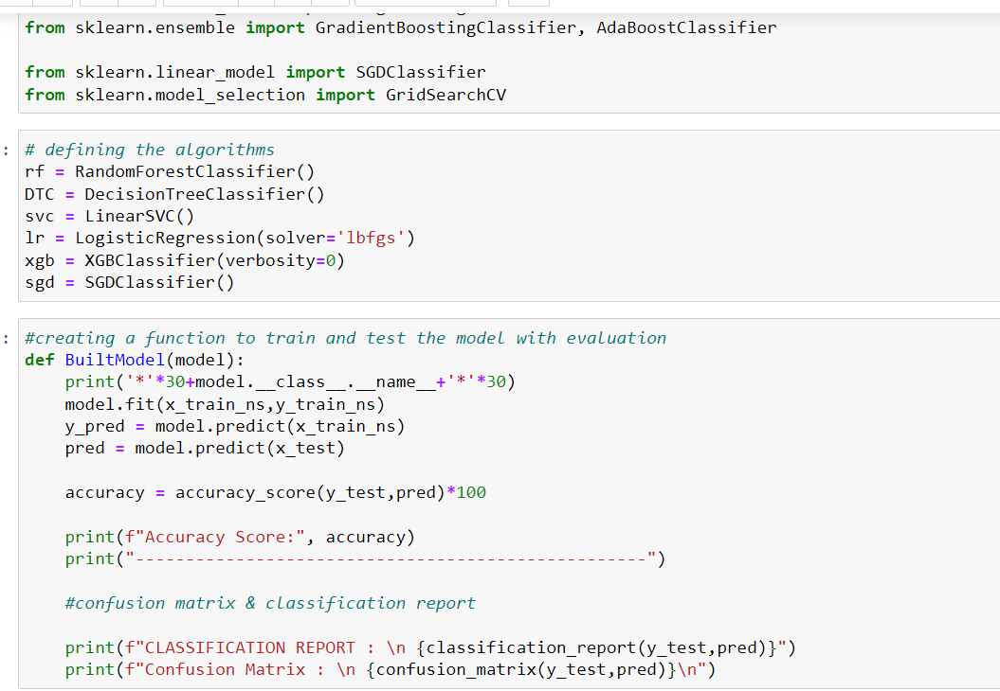 from sklearn.ensemble import GradientBoostingClassifier, AdaBoostClassifier
from sklearn.linear_model import SGDClassifier
from sklearn.model_selection import GridSearchCV
: # defining the algorithms
rf = RandomForestClassifier()
DTC = DecisionTreeClassifier()
svc = LinearSVC()
lr = LogisticRegression(solver='lbfgs')
xgb = XGBClassifier(verbosity=0)
sgd = SGDClassifier()
: #creating a function to train and test the model with evaluation
def BuiltModel(model):
print('*'*30+model.__class__.__name__+'*'*30)
model.fit(x_train_ns,y_train_ns)
y_pred = model.predict(x_train_ns)
pred = model.predict(x_test)
accuracy = accuracy_score(y_test,pred)*100
print(f"Accuracy Score:", accuracy)
print("---------------------------------------------------")
#confusion matrix & classification report
print(f"CLASSIFICATION REPORT : \n {classification_report(y_test,pred)}")
print(f"Confusion Matrix : \n {confusion_matrix(y_test,pred)}\n")